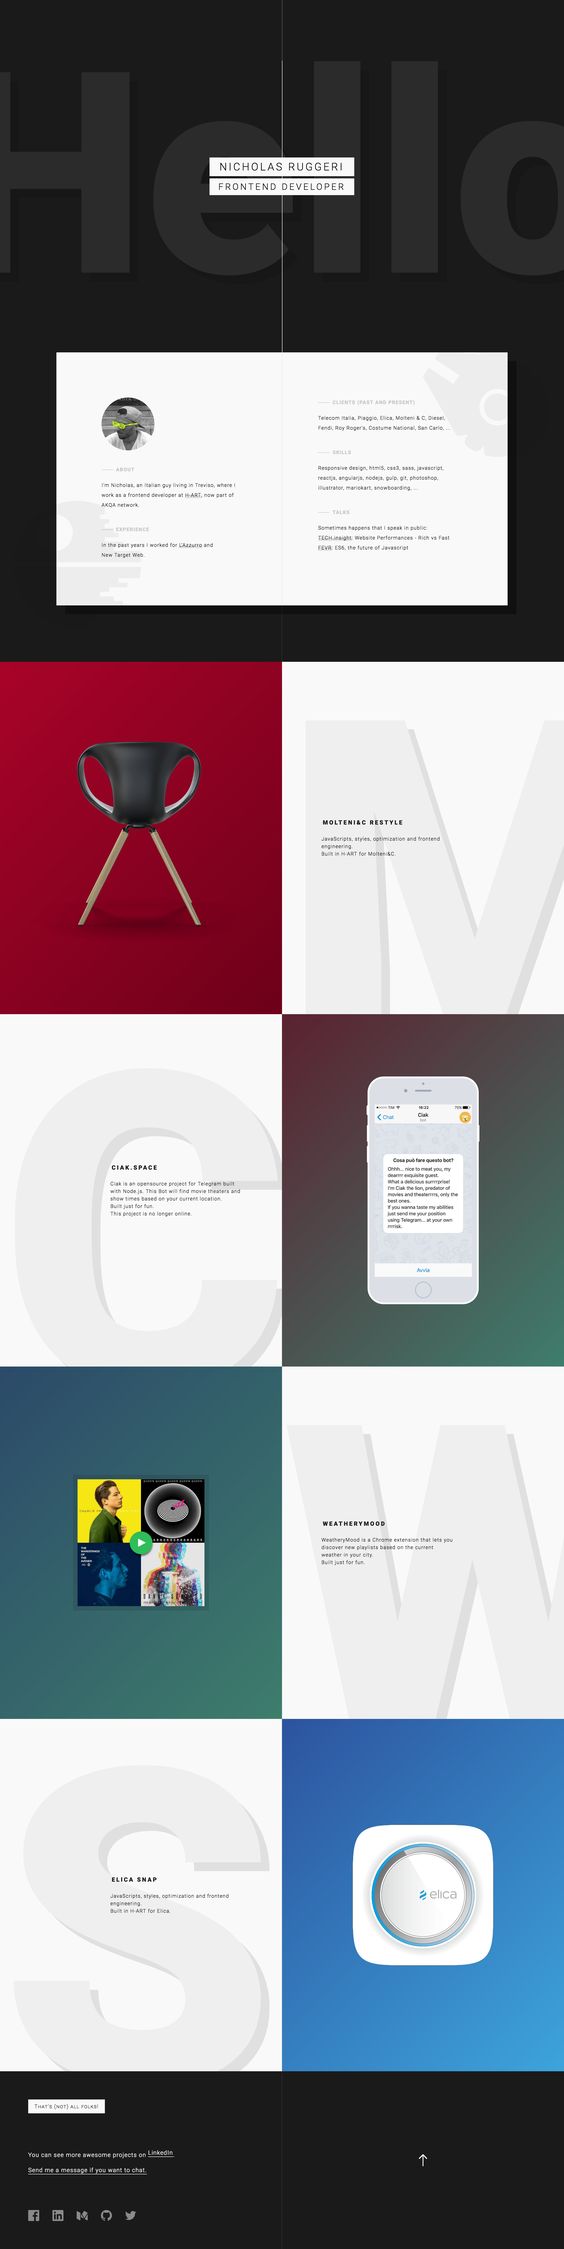 Hello
NICHOLAS RUGGERI
FRONTEND DEVELOPER
ABOUT
I'm Nicholas, an Italian guy living in Treviso, where I
work as a frontend developer at H-ART, now part of
AKQA network.
EXPERIENCE
In the past years I worked for L'Azzurro and
New Target Web.
CLIENTS (PAST AND PRESENT)
Telecom Italia, Piaggio, Elica, Molteni & C, Diesel,
Fendi, Roy Roger's, Costume National, San Carlo, ...
SKILLS
Responsive design, html5, css3, sass, javascript,
reactjs, angularjs, nodejs, gulp, git, photoshop,
illustrator, mariokart, snowboarding, ...
TALKS
Sometimes happens that I speak in public:
TECH.insight: Website Performances - Rich vs Fast
FEVR: ES6, the future of Javascript
M
MOLTENI&C RESTYLE
JavaScripts, styles, optimization and frontend
engineering.
Built in H-ART for Molteni&C.
C
CIAK.SPACE
Ciak is an opensource project for Telegram built
with Node.js. This Bot will find movie theaters and
show times based on your current location.
Built just for fun.
This project is no longer online.
TIM
16:22
70%
Chat
Ciak
bot
Cosa può fare questo bot?
Ohhh... nice to meet you, my
dearrrr exquisite guest.
What a delicious surrrrprise!
I'm Ciak the lion, predator of
movies and theaterrrrs, only the
best ones.
If you wanna taste my abilities
just send me your position
using Telegram... at your own
rrrrisk.
Avvia
W
WEATHERYMOOD
WeatheryMood is a Chrome extension that lets you
discover new playlists based on the current
weather in your city.
Built just for fun.
S
ELICA SNAP
JavaScripts, styles, optimization and frontend
engineering.
Built in H-ART for Elica.
elica
THAT'S (NOT) ALL FOLKS!
You can see more awesome projects on LinkedIn
Send me a message if you want to chat.